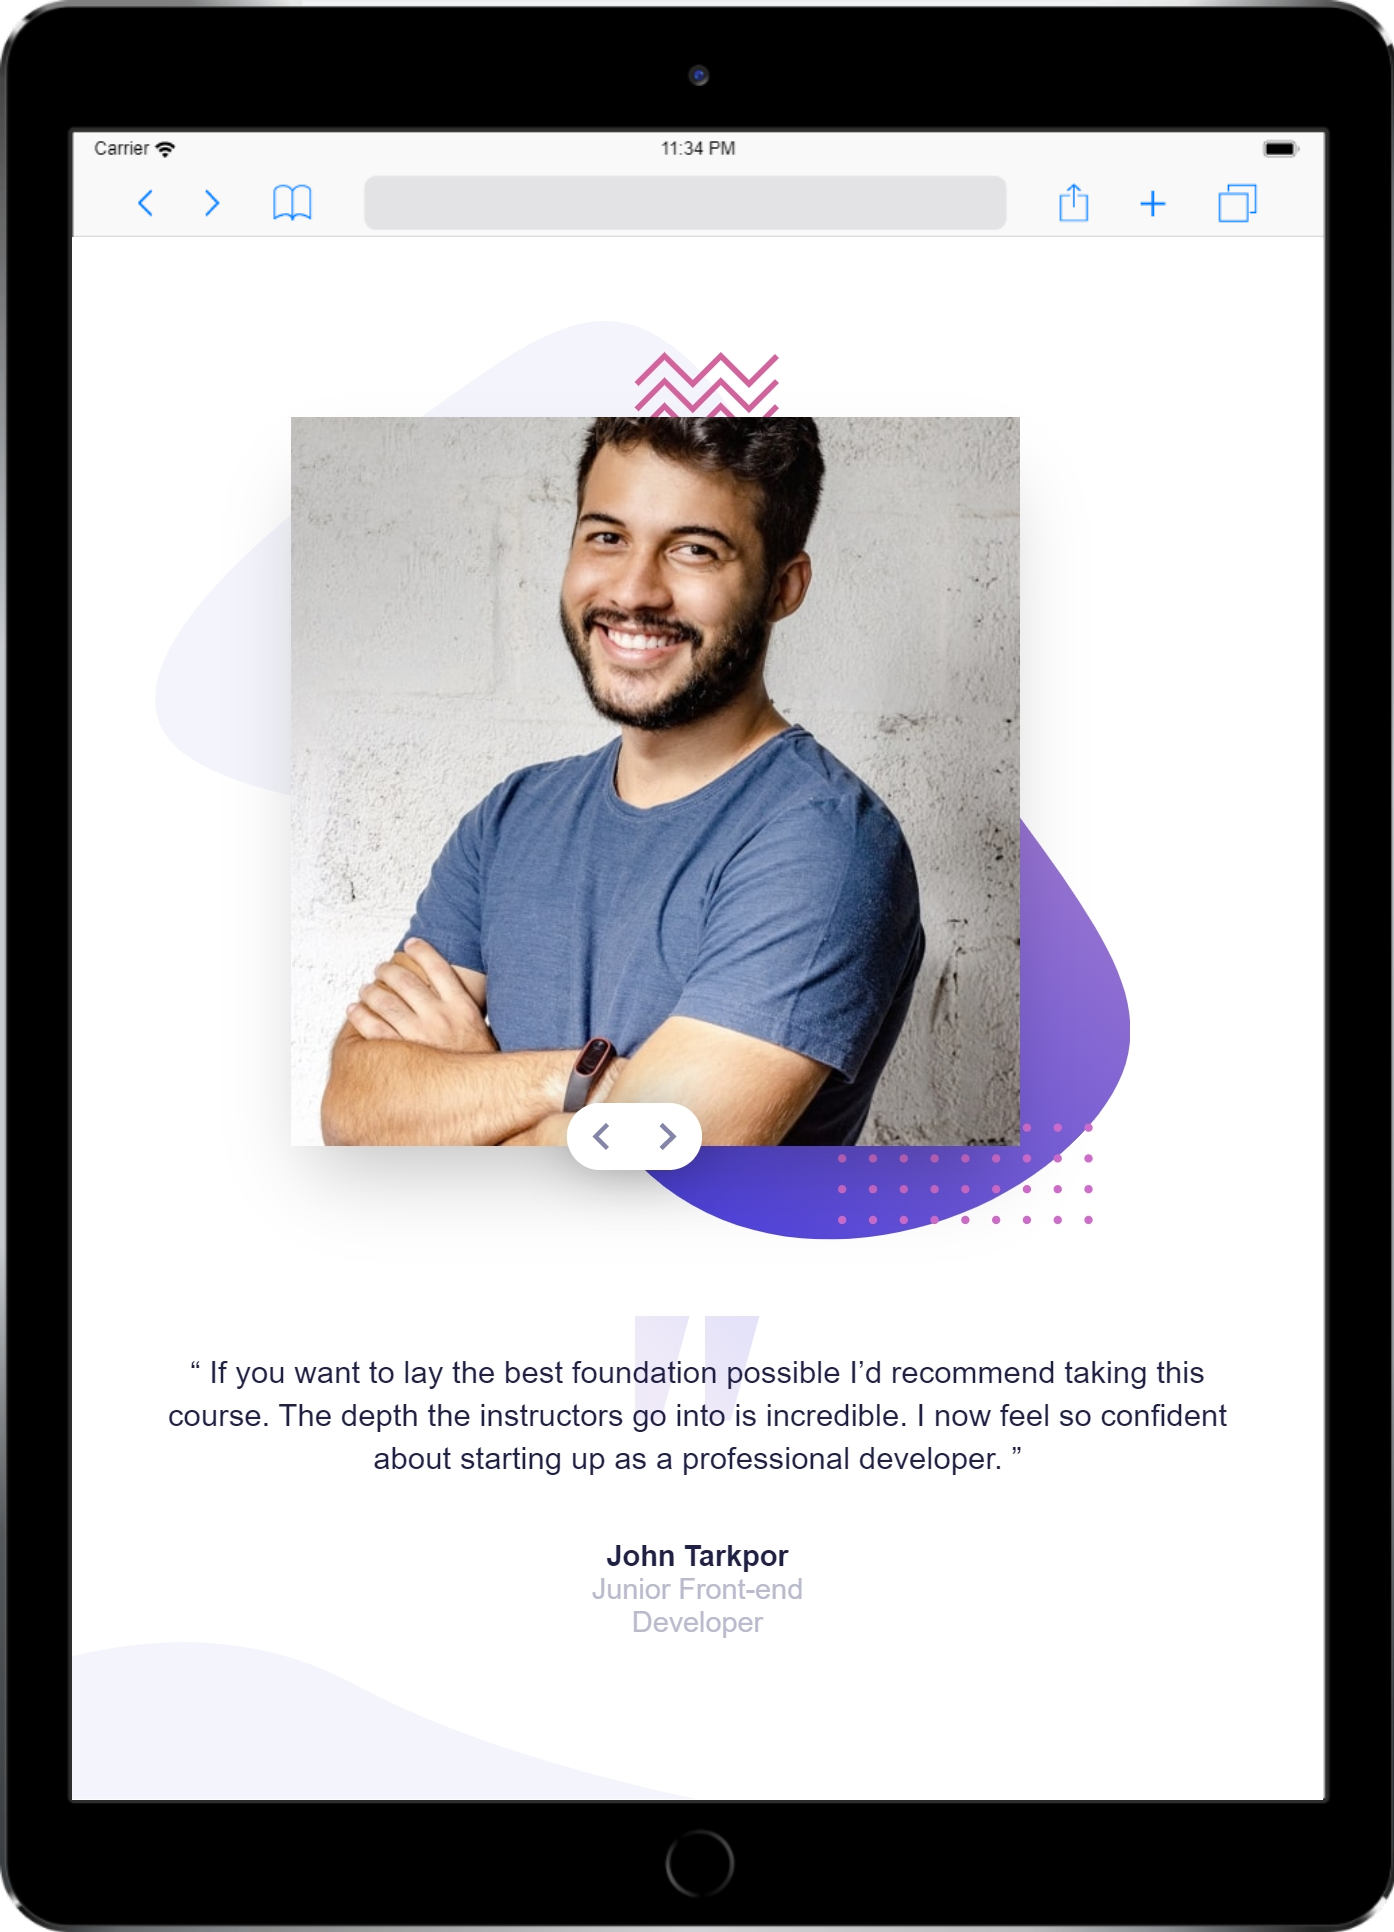 Carrier
11:34 PM
“ If you want to lay the best foundation possible I’d recommend taking this
course. The depth the instructors go into is incredible. I now feel so confident
about starting up as a professional developer. ”
John Tarkpor
Junior Front-end
Developer